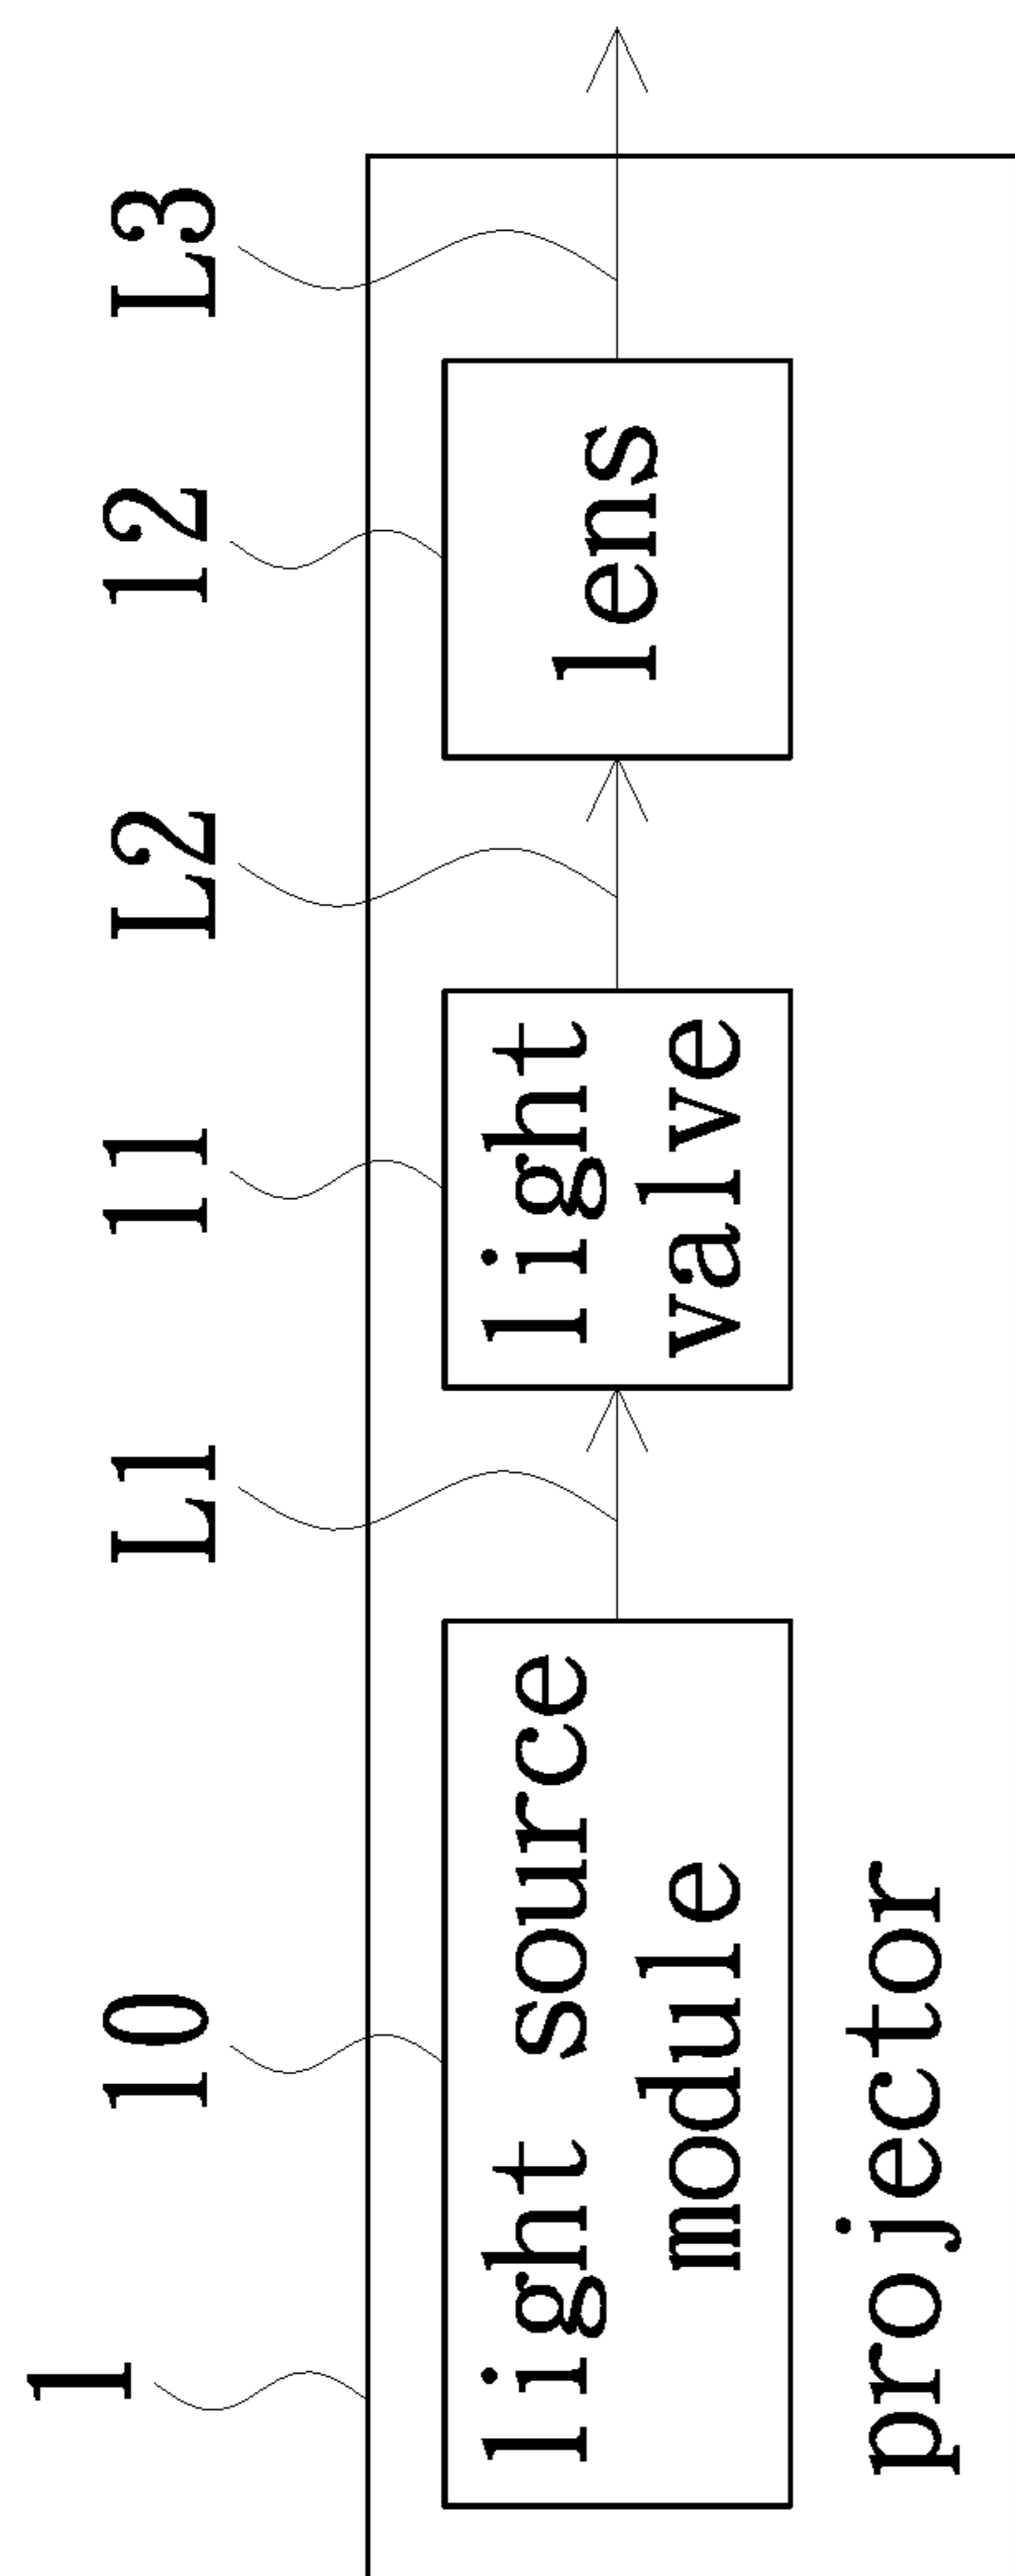 1
10
L1
11
L2
12
L3
light source
module
light
valve
lens
projector